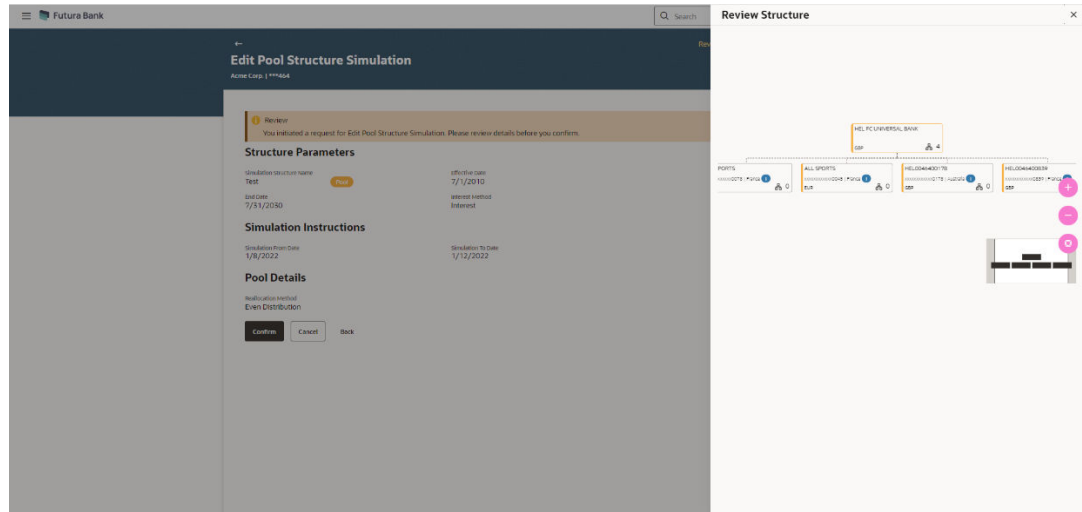 Futura Bank
Search
Review Structure
Edit Pool Structure Simulation
Acme Corp. | ***464
Review
You initiated a request for Edit Pool Structure Simulation. Please review details before you confirm.
Structure Parameters
Simulation Structure Name
Effective Date
Test
Pool
7/1/2010
End Date
Interest Method
7/31/2030
Interest
Simulation Instructions
Simulation From Date
Simulation To Date
1/8/2022
1/12/2022
Pool Details
Reallocation Method
Even Distribution
Confirm
Cancel
Back
HEL FC UNIVERSAL BANK
GBP
4
PORTS
0
ALL SPORTS
EUR
0
HEL0046400178
GBP
0
HEL0046400839
GBP